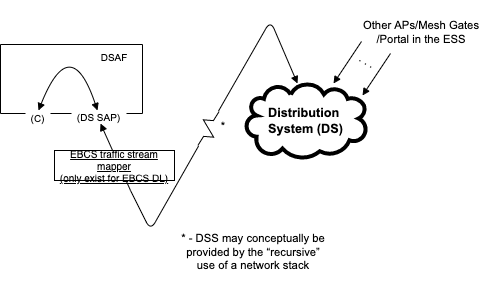 Other APs/Mesh Gates
/Portal in the ESS
DSAF
. . .
Distribution
System (DS)
(C)
(DS SAP)
*
EBCS traffic stream
mapper
(only exist for EBCS DL)
* - DSS may conceptually be
provided by the “recursive”
use of a network stack